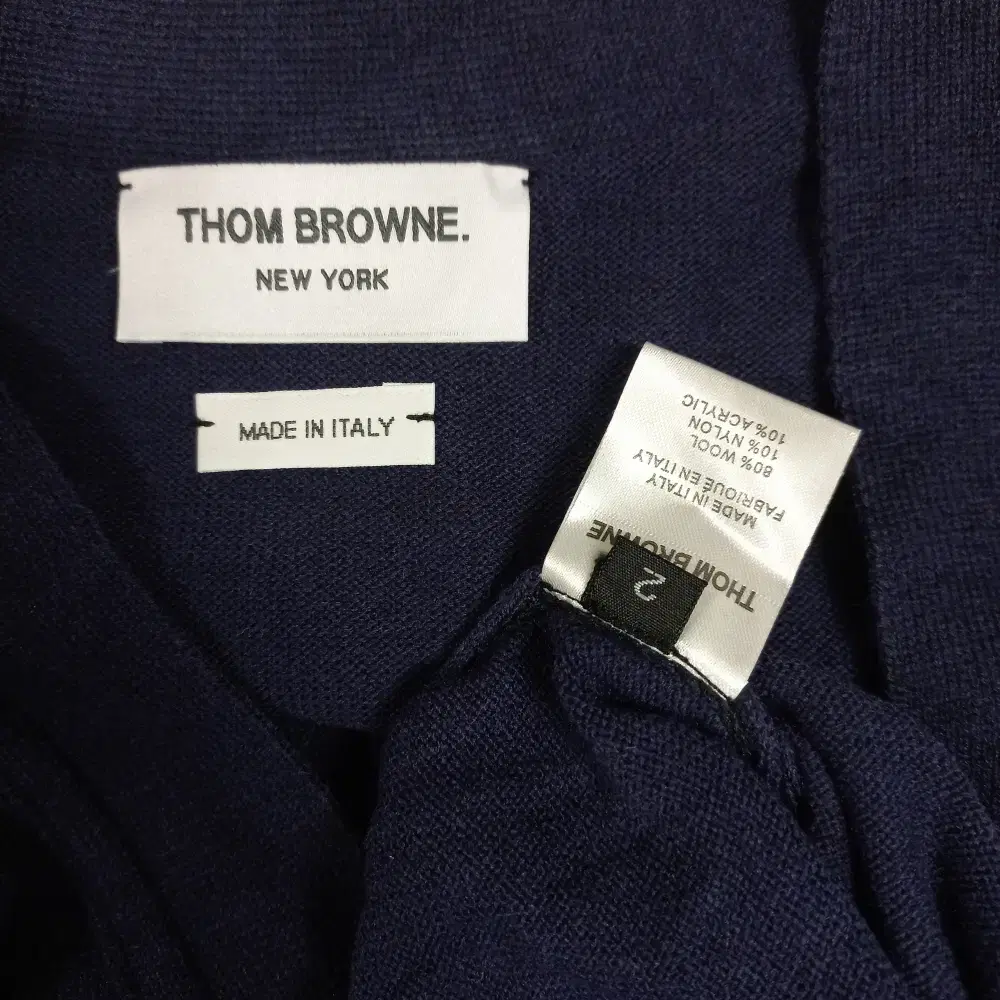 THOM BROWNE.
NEW YORK
MADE IN ITALY
THOM BROWNE
2
MADE IN ITALY
FABRIQUÉ EN ITALY
80% WOOL
10% NYLON
10% ACRYLIC